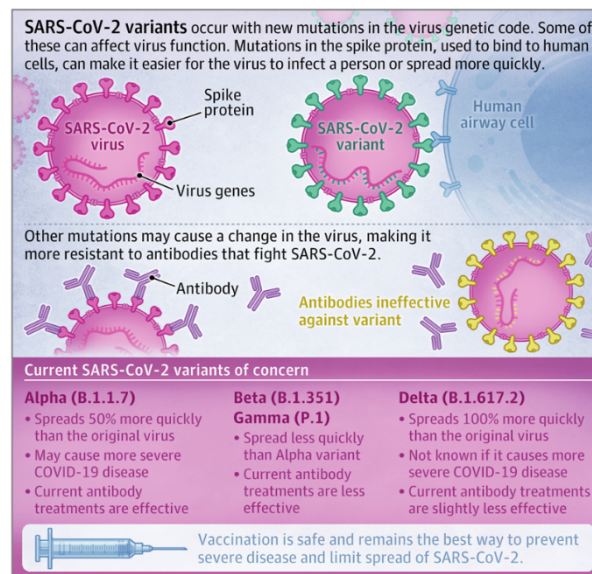 SARS-CoV-2 variants occur with new mutations in the virus genetic code. Some of
these can affect virus function. Mutations in the spike protein, used to bind to human
cells, can make it easier for the virus to infect a person or spread more quickly.
Spike
protein
SARS-CoV-2
virus
Virus genes
SARS-CoV-2
variant
Human
airway cell
Other mutations may cause a change in the virus, making it
more resistant to antibodies that fight SARS-CoV-2.
Antibody
Antibodies ineffective
against variant
Current SARS-CoV-2 variants of concern
Alpha (B.1.1.7)
• Spreads 50% more quickly
than the original virus
• May cause more severe
COVID-19 disease
• Current antibody
treatments are effective
Beta (B.1.351)
Gamma (P.1)
• Spread less quickly
than Alpha variant
• Current antibody
treatments are less
effective
Delta (B.1.617.2)
• Spreads 100% more quickly
than the original virus
• Not known if it causes more
severe COVID-19 disease
• Current antibody treatments
are slightly less effective
Vaccination is safe and remains the best way to prevent
severe disease and limit spread of SARS-CoV-2.